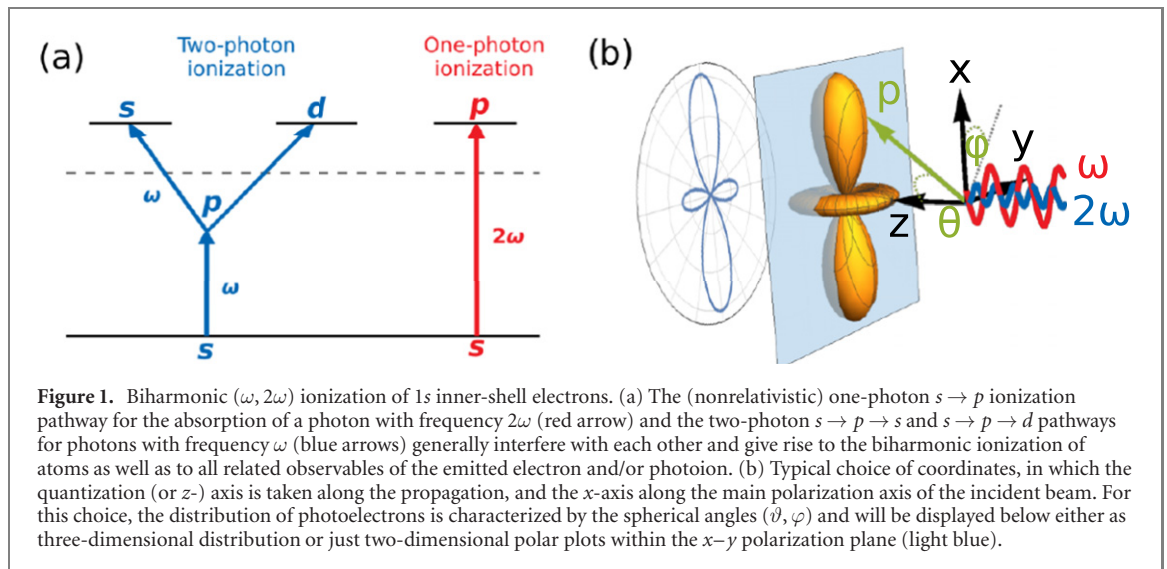 (a)
Two-photon
ionization
One-photon
ionization
s
d
p
ω
p
2ω
ω
s
s
(b)
x
p
φ
y
ω
z
θ
2ω
Figure 1. Biharmonic (ω, 2ω) ionization of 1s inner-shell electrons. (a) The (nonrelativistic) one-photon s → p ionization
pathway for the absorption of a photon with frequency 2ω (red arrow) and the two-photon s → p → s and s → p → d pathways
for photons with frequency ω (blue arrows) generally interfere with each other and give rise to the biharmonic ionization of
atoms as well as to all related observables of the emitted electron and/or photoion. (b) Typical choice of coordinates, in which the
quantization (or z-) axis is taken along the propagation, and the x-axis along the main polarization axis of the incident beam. For
this choice, the distribution of photoelectrons is characterized by the spherical angles (ϑ, φ) and will be displayed below either as
three-dimensional distribution or just two-dimensional polar plots within the x–y polarization plane (light blue).